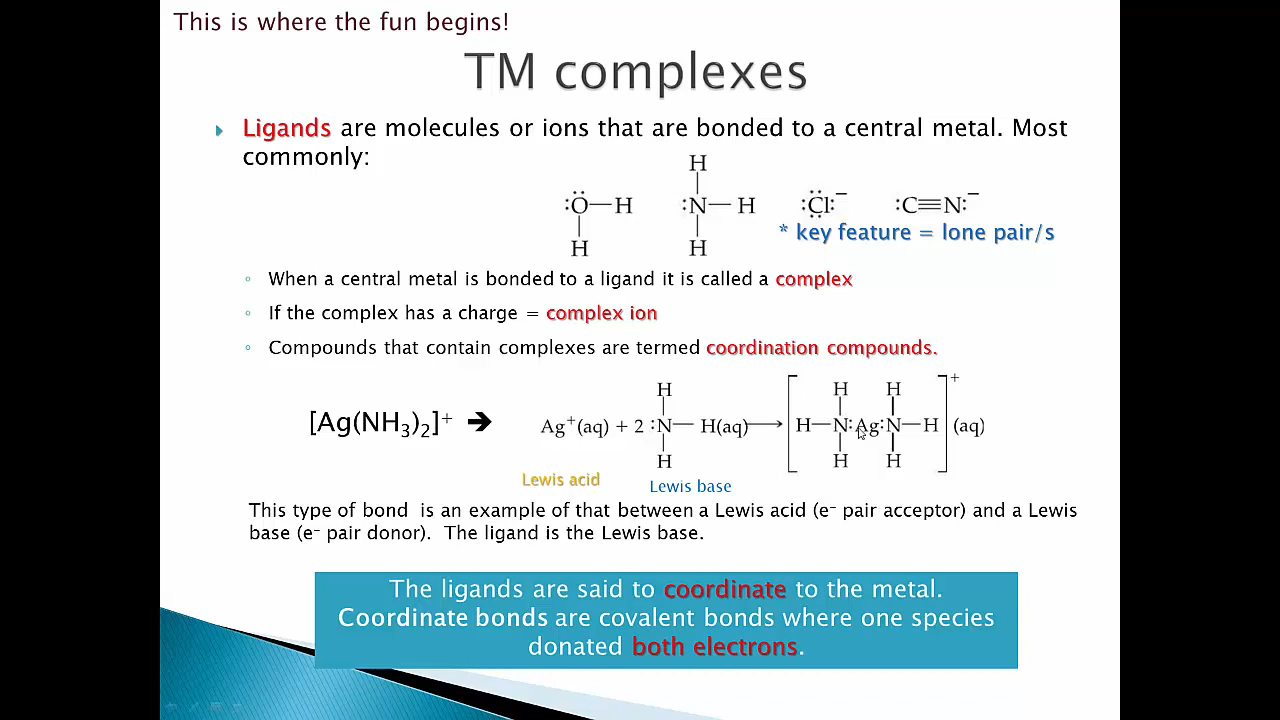 This is where the fun begins!
TM complexes
Ligands are molecules or ions that are bonded to a central metal. Most
commonly:
H
:Ö—H :N—H :Cl:⁻ :C≡N:⁻
H H
* key feature = lone pair/s
When a central metal is bonded to a ligand it is called a complex
If the complex has a charge = complex ion
Compounds that contain complexes are termed coordination compounds.
H H H +
[Ag(NH₃)₂]⁺ ➔ Ag⁺(aq) + 2 :N— H(aq) → [H—N:Ag:N—H] (aq)
H H H
Lewis acid
Lewis base
This type of bond is an example of that between a Lewis acid (e⁻ pair acceptor) and a Lewis
base (e⁻ pair donor). The ligand is the Lewis base.
The ligands are said to coordinate to the metal.
Coordinate bonds are covalent bonds where one species
donated both electrons.